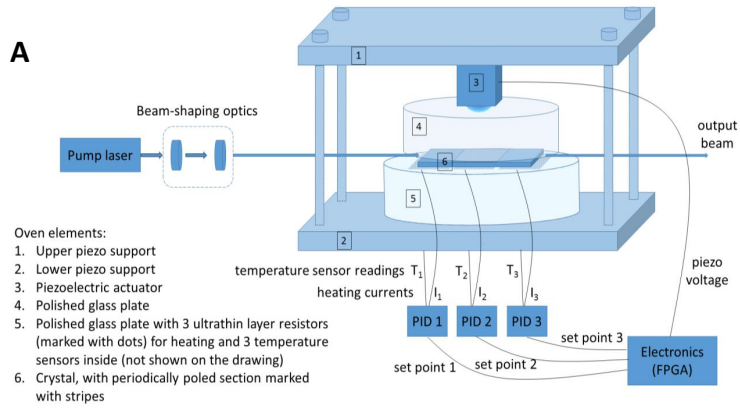 A
Beam-shaping optics
Pump laser
1
3
4
6
5
2
output
beam
Oven elements:
1. Upper piezo support
2. Lower piezo support
3. Piezoelectric actuator
4. Polished glass plate
5. Polished glass plate with 3 ultrathin layer resistors
(marked with dots) for heating and 3 temperature
sensors inside (not shown on the drawing)
6. Crystal, with periodically poled section marked
with stripes
temperature sensor readings T1 T2 T3
heating currents I1 I2 I3
PID 1 PID 2 PID 3
piezo
voltage
set point 3
set point 1 set point 2
Electronics
(FPGA)